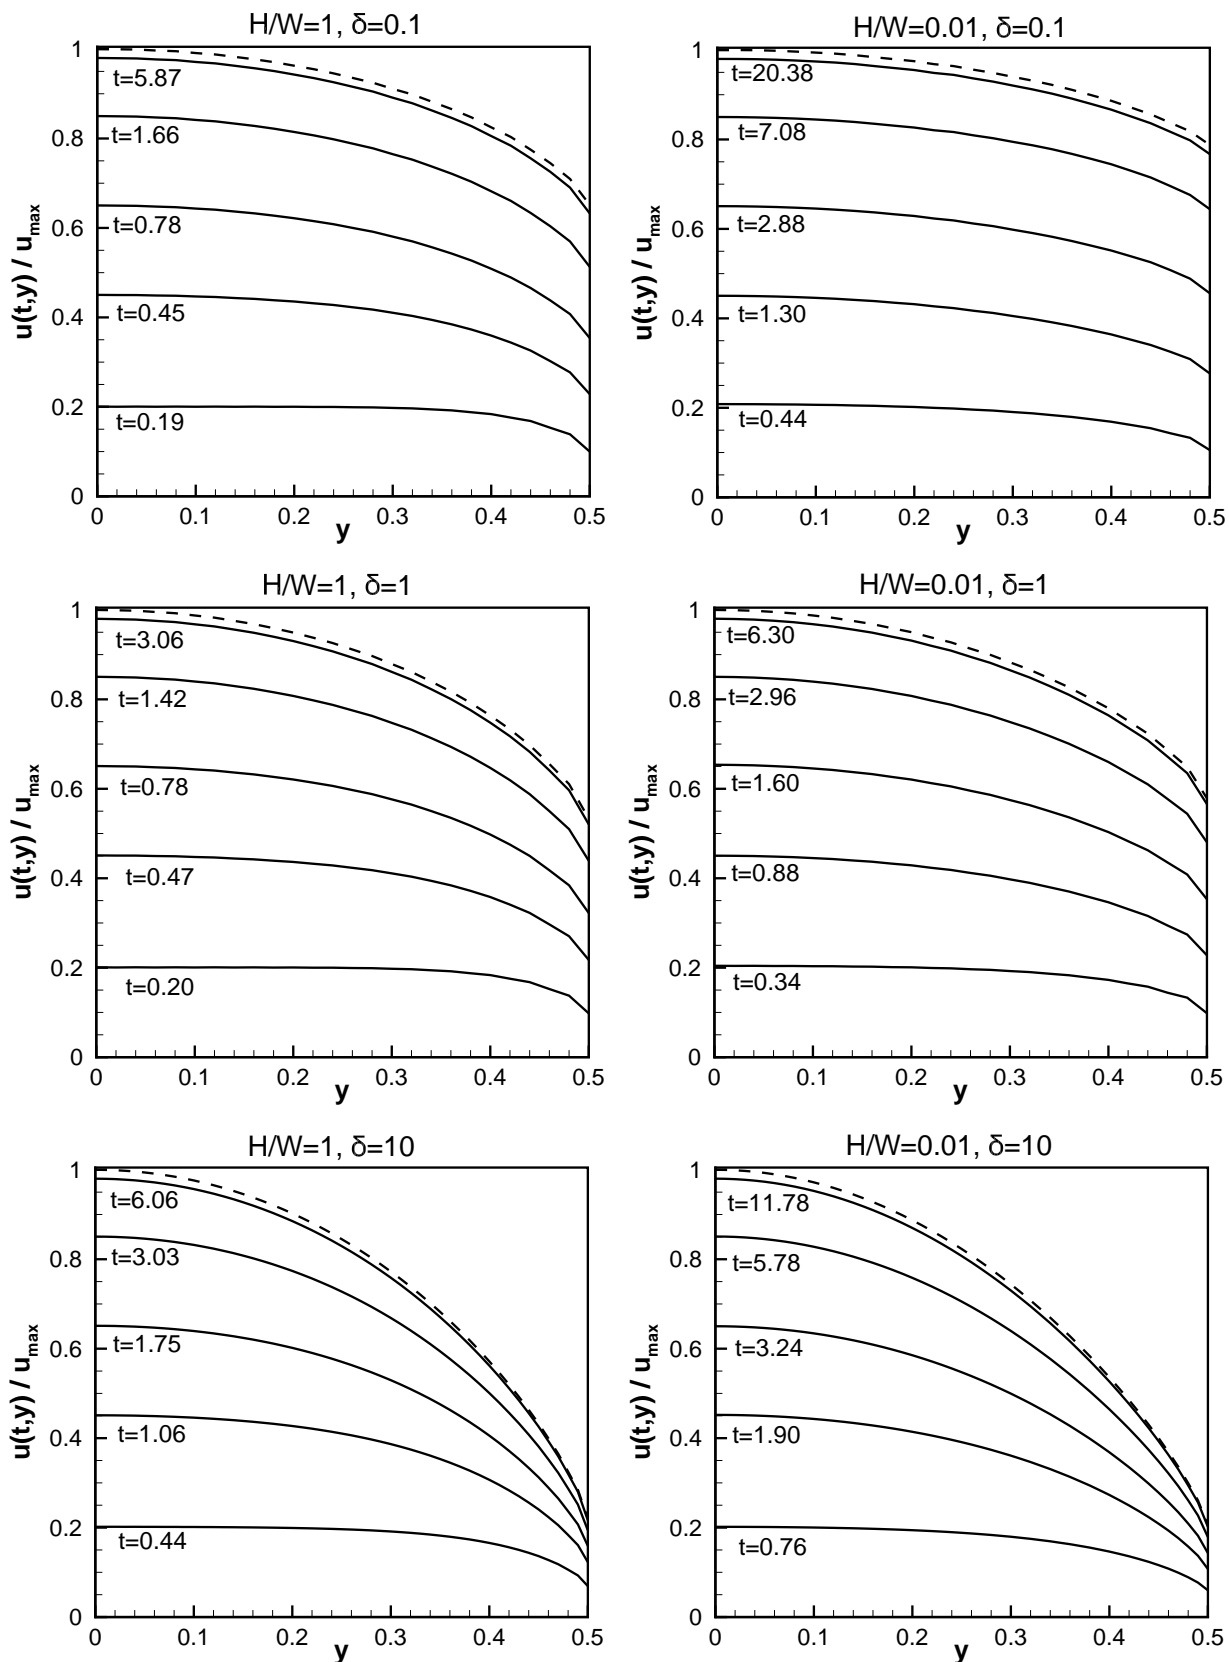 H/W=1, δ=0.1
u(t,y) / u_max
1
0.8
0.6
0.4
0.2
0
t=5.87
t=1.66
t=0.78
t=0.45
t=0.19
0 0.1 0.2 0.3 0.4 0.5
y
H/W=0.01, δ=0.1
u(t,y) / u_max
1
0.8
0.6
0.4
0.2
0
t=20.38
t=7.08
t=2.88
t=1.30
t=0.44
0 0.1 0.2 0.3 0.4 0.5
y
H/W=1, δ=1
u(t,y) / u_max
1
0.8
0.6
0.4
0.2
0
t=3.06
t=1.42
t=0.78
t=0.47
t=0.20
0 0.1 0.2 0.3 0.4 0.5
y
H/W=0.01, δ=1
u(t,y) / u_max
1
0.8
0.6
0.4
0.2
0
t=6.30
t=2.96
t=1.60
t=0.88
t=0.34
0 0.1 0.2 0.3 0.4 0.5
y
H/W=1, δ=10
u(t,y) / u_max
1
0.8
0.6
0.4
0.2
0
t=6.06
t=3.03
t=1.75
t=1.06
t=0.44
0 0.1 0.2 0.3 0.4 0.5
y
H/W=0.01, δ=10
u(t,y) / u_max
1
0.8
0.6
0.4
0.2
0
t=11.78
t=5.78
t=3.24
t=1.90
t=0.76
0 0.1 0.2 0.3 0.4 0.5
y